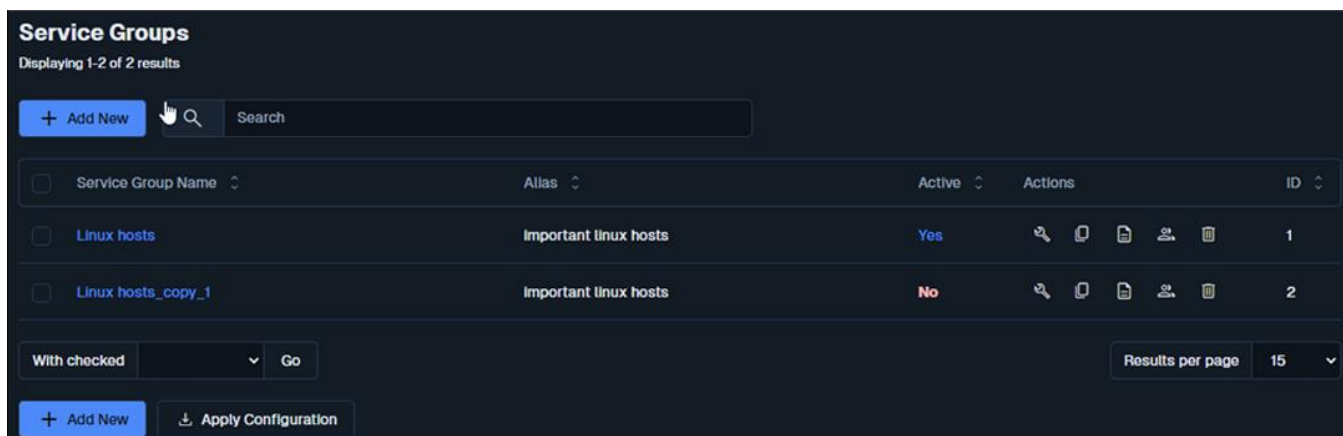 Service Groups
Displaying 1-2 of 2 results
Add New Search
Service Group Name Alias Active Actions ID
Linux hosts important linux hosts Yes 1
Linux hosts_copy_1 important linux hosts No 2
With checked Go Results per page 15
Add New Apply Configuration